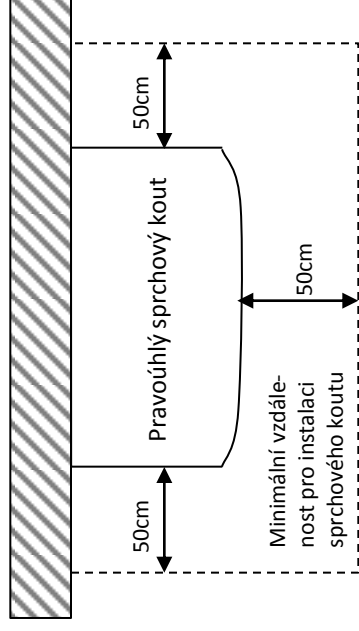 50cm
Pravoúhlý sprchový kout
50cm
50cm
Minimální vzdále-
nost pro instalaci
sprchového koutu